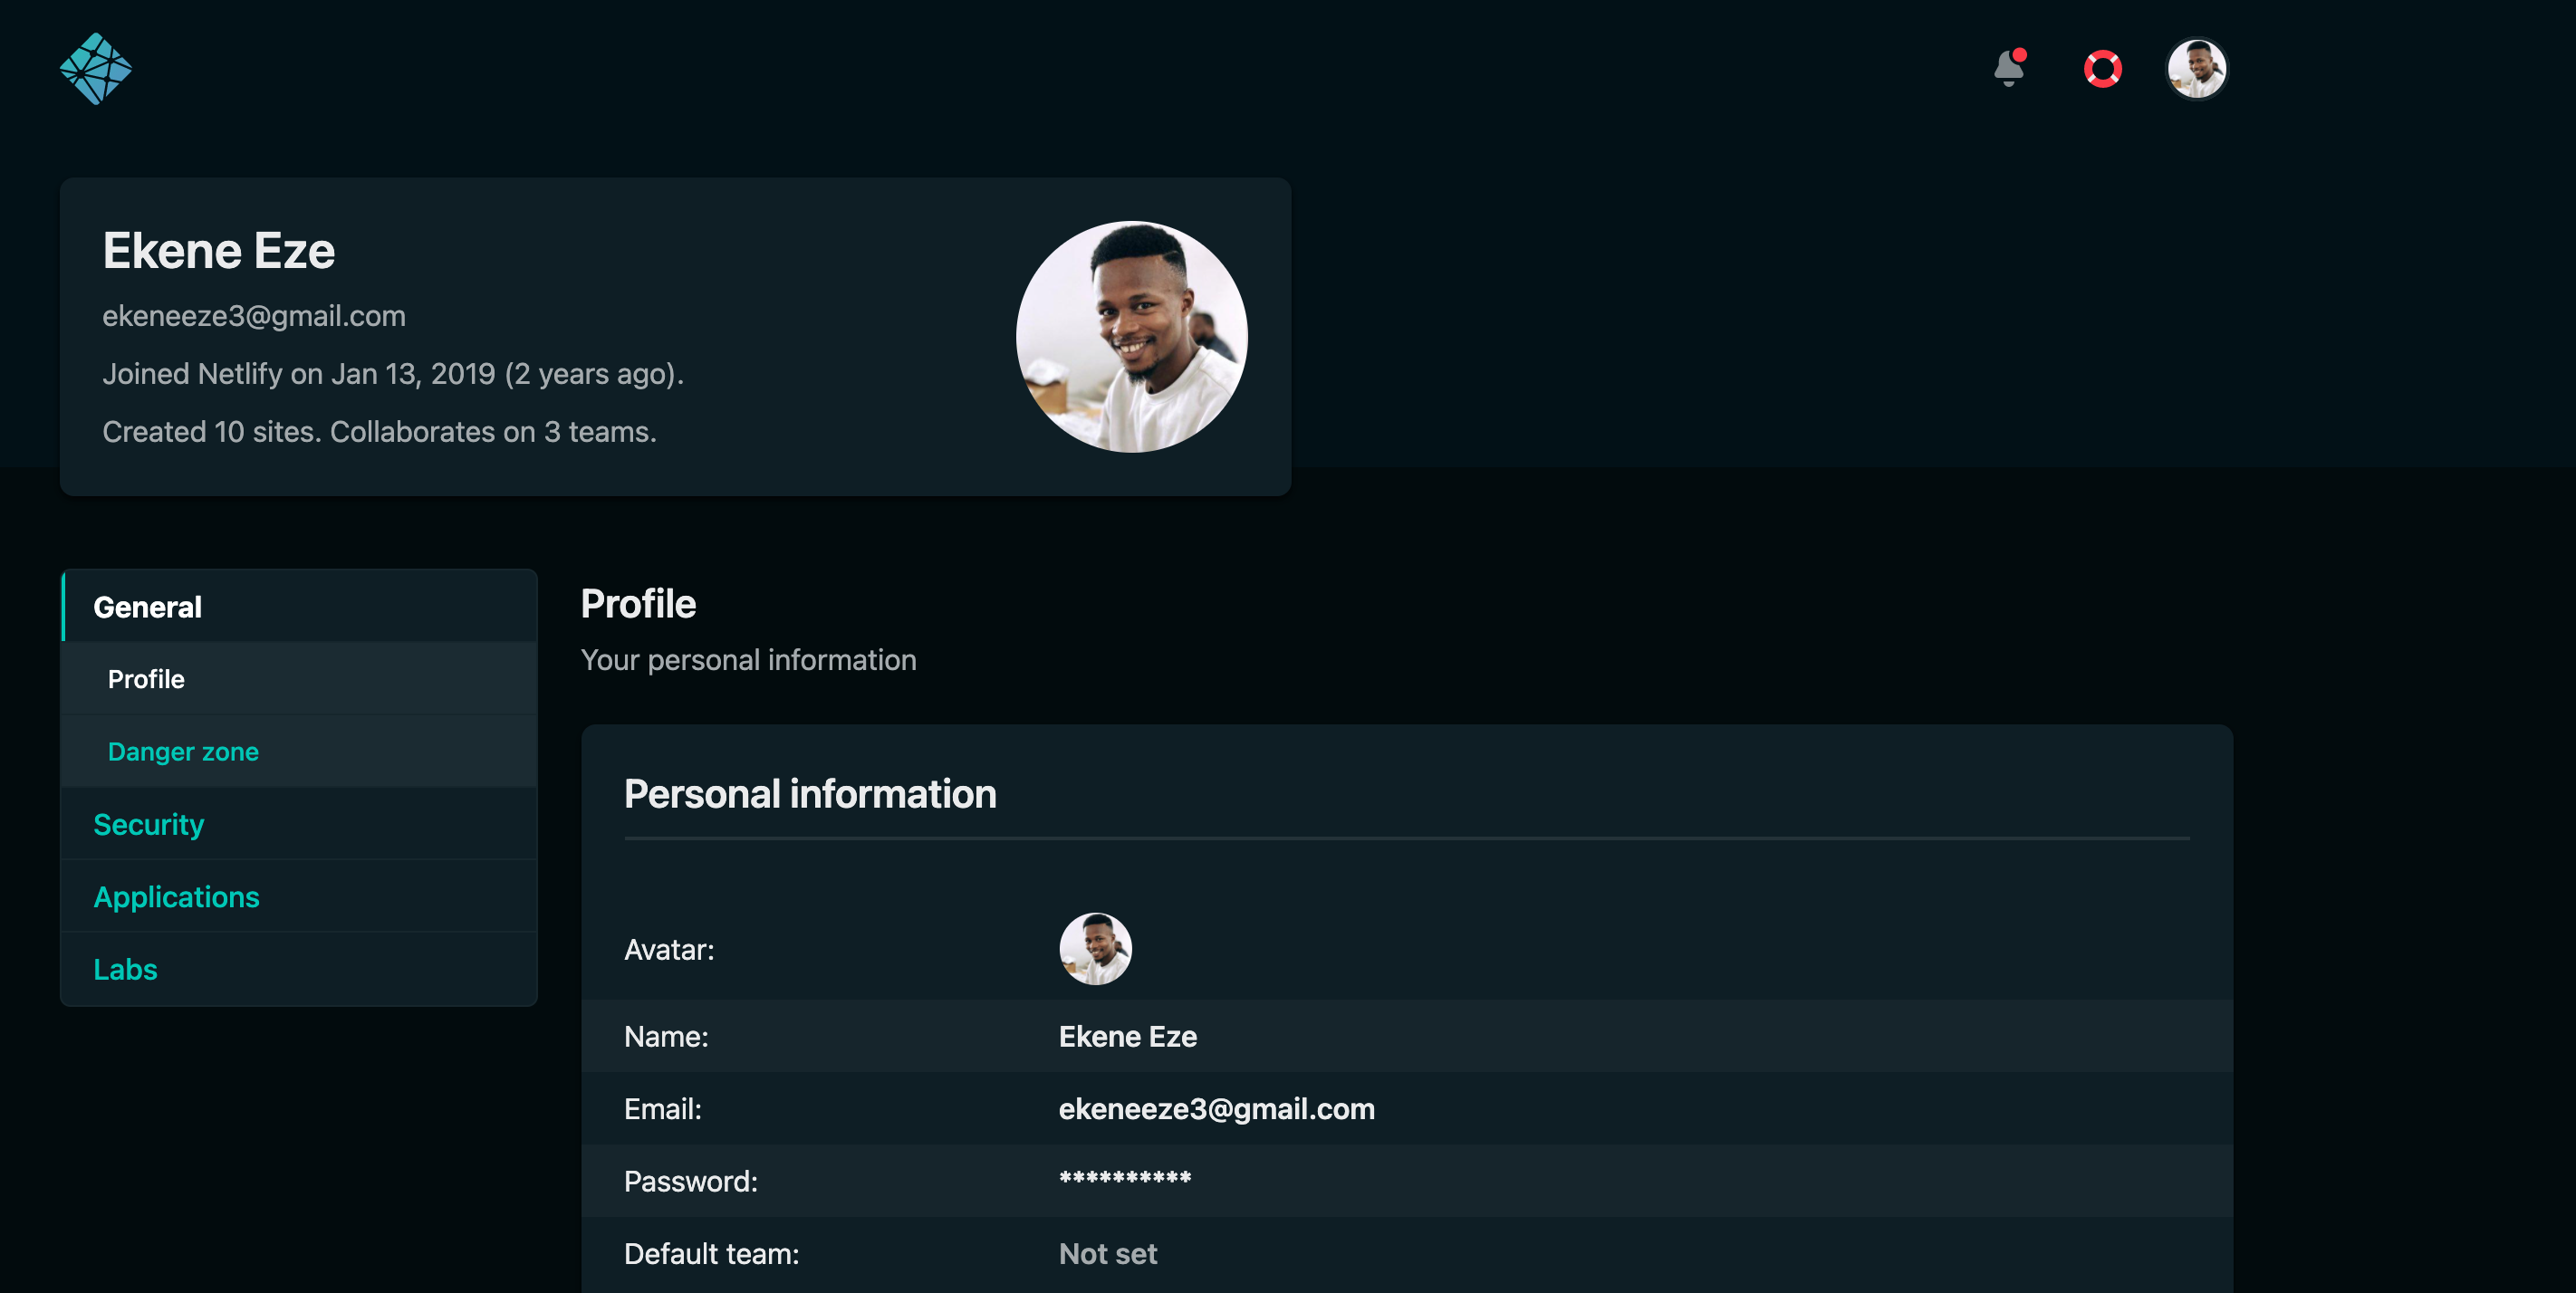 Ekene Eze
ekeneeze3@gmail.com
Joined Netlify on Jan 13, 2019 (2 years ago).
Created 10 sites. Collaborates on 3 teams.
General
Profile
Danger zone
Security
Applications
Labs
Profile
Your personal information
Personal information
Avatar:
Name: Ekene Eze
Email: ekeneeze3@gmail.com
Password: **********
Default team: Not set